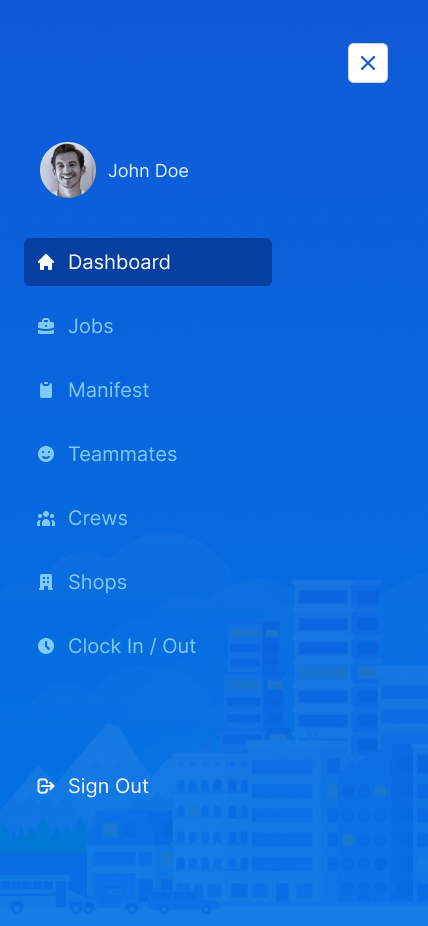 John Doe
Dashboard
Jobs
Manifest
Teammates
Crews
Shops
Clock In / Out
Sign Out